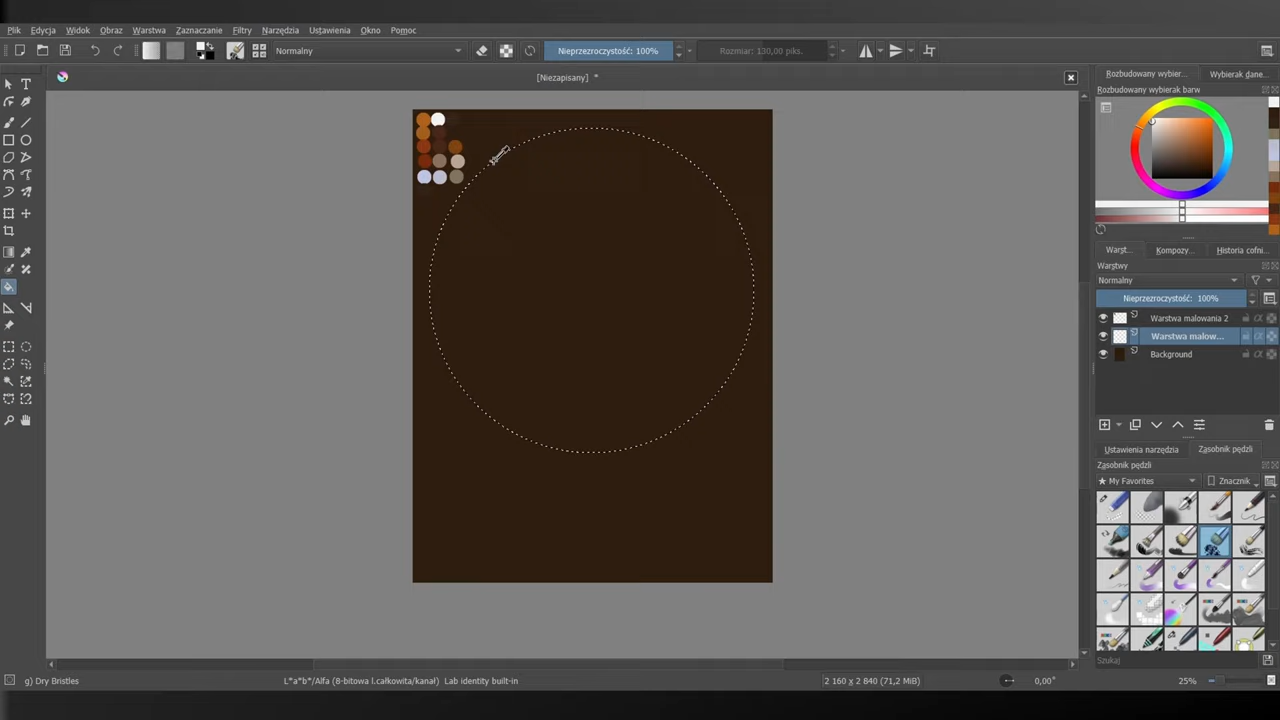 Plik Edycja Widok Obraz Warstwa Zaznaczanie Filtry Narzędzia Ustawienia Okno Pomoc
Normalny Nieprzezroczystość: 100% Rozmiar: 130,00 piks.
[Niezapisany] *
Rozbudowany wybier... Wybierak dane...
Rozbudowany wybierak barw
Warst... Kompozy... Historia cofni...
Warstwy
Normalny
Nieprzezroczystość: 100%
Warstwa malowania 2
Warstwa malow...
Background
Ustawienia narzędzia Zasobnik pędzli
Zasobnik pędzli
★ My Favorites Znacznik
Szukaj
g) Dry Bristles L*a*b*/Alfa (8-bitowa l.całkowita/kanał) Lab identity built-in 2 160 x 2 840 (71,2 MiB) 0,00° 25%